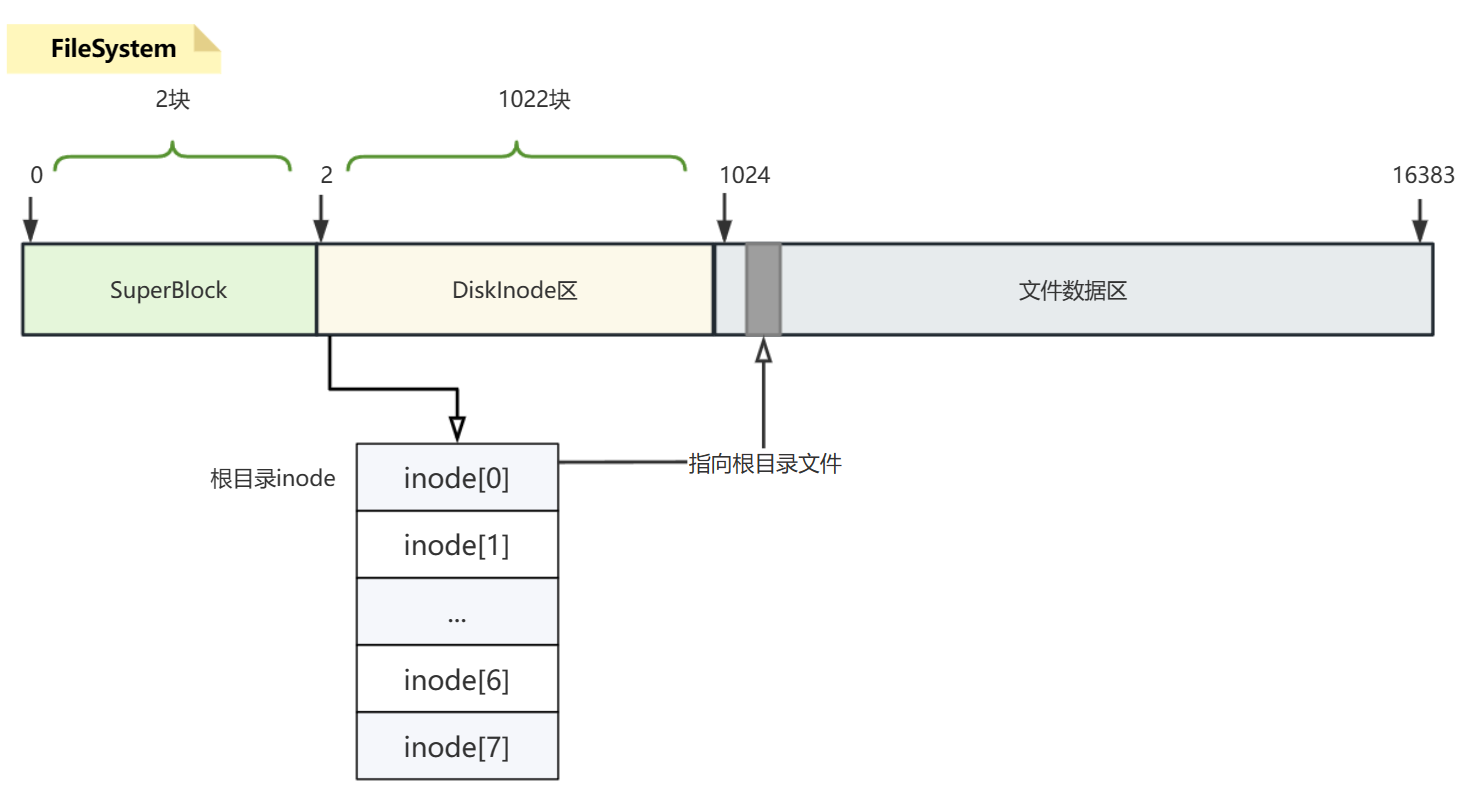 FileSystem
2块
1022块
0
2
1024
16383
SuperBlock
DiskInode区
文件数据区
根目录inode
inode[0]
指向根目录文件
inode[1]
...
inode[6]
inode[7]